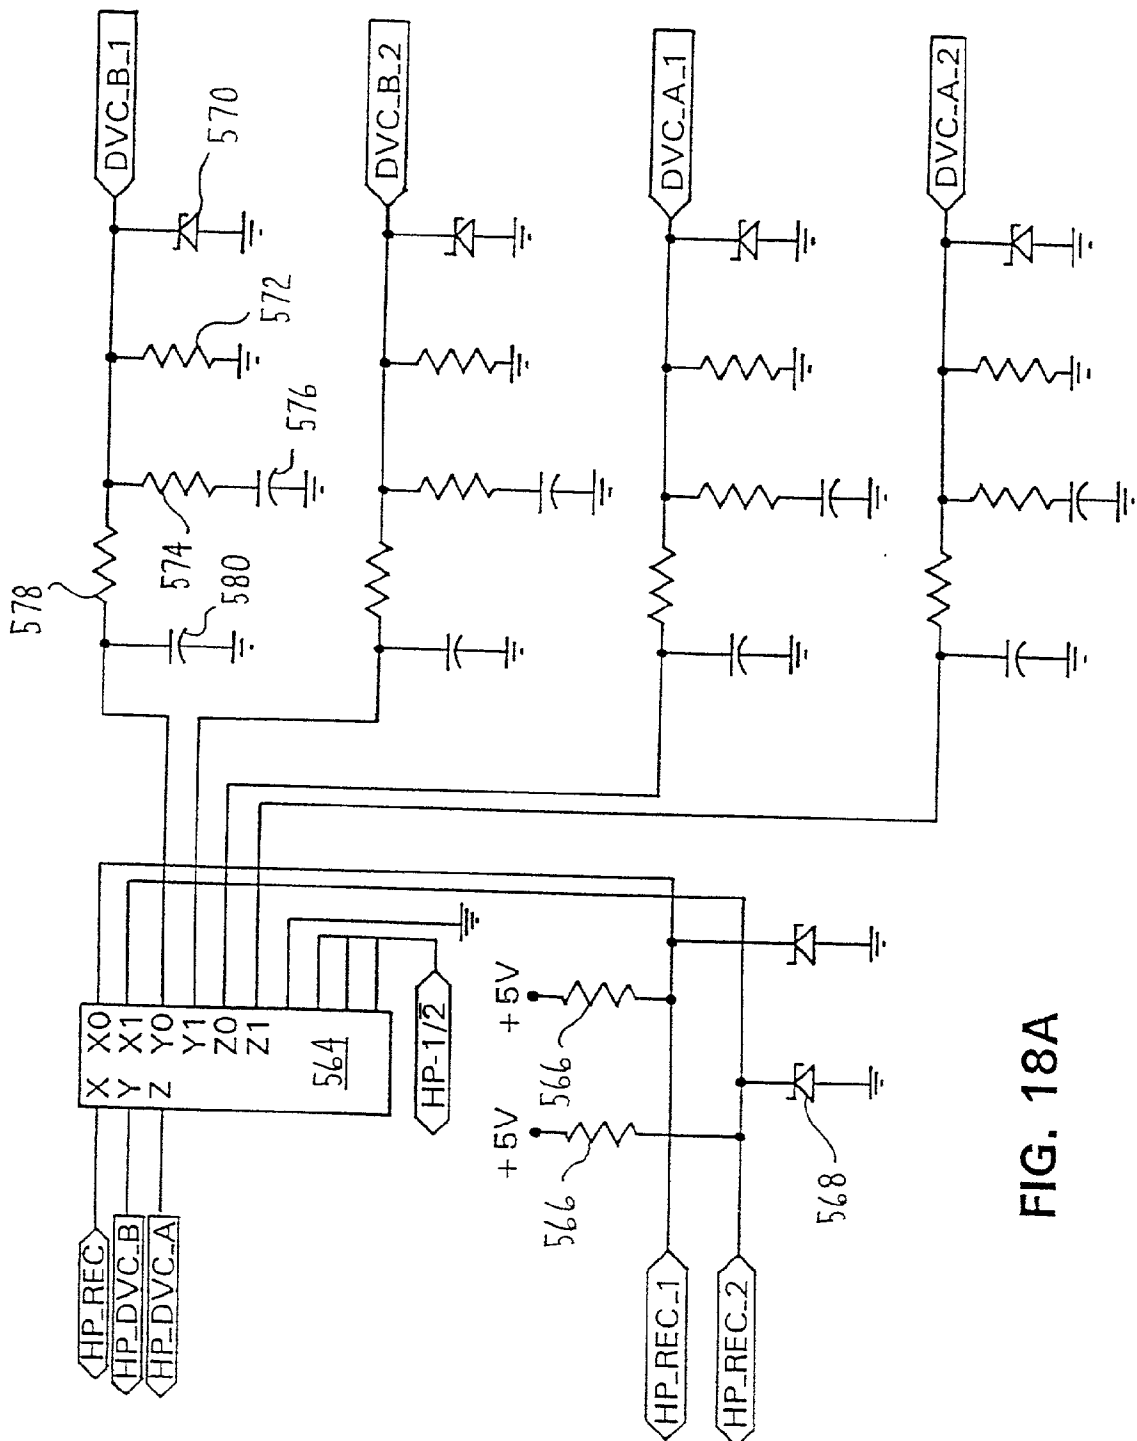 DVC_B_1
570
572
576
574
578
580
DVC_B_2
DVC_A_1
DVC_A_2
HP_REC
HP_DVC_B
HP_DVC_A
X X0
Y X1
Z Y0
Y1
Z0
Z1
564
HP-1/2̅
+5V
566
+5V
566
568
HP_REC_1
HP_REC_2
FIG. 18A